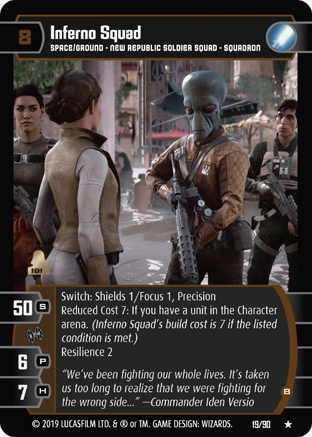 8
Inferno Squad
SPACE/GROUND • NEW REPUBLIC SOLDIER SQUAD • SQUADRON
50 S
6 P
7 H
Switch: Shields 1/Focus 1, Precision
Reduced Cost 7: If you have a unit in the Character
arena. (Inferno Squad's build cost is 7 if the listed
condition is met.)
Resilience 2
“We've been fighting our whole lives. It's taken
us too long to realize that we were fighting for
the wrong side...” —Commander Iden Versio
B
© 2019 LUCASFILM LTD. & ® or TM. GAME DESIGN: WIZARDS.
19/90